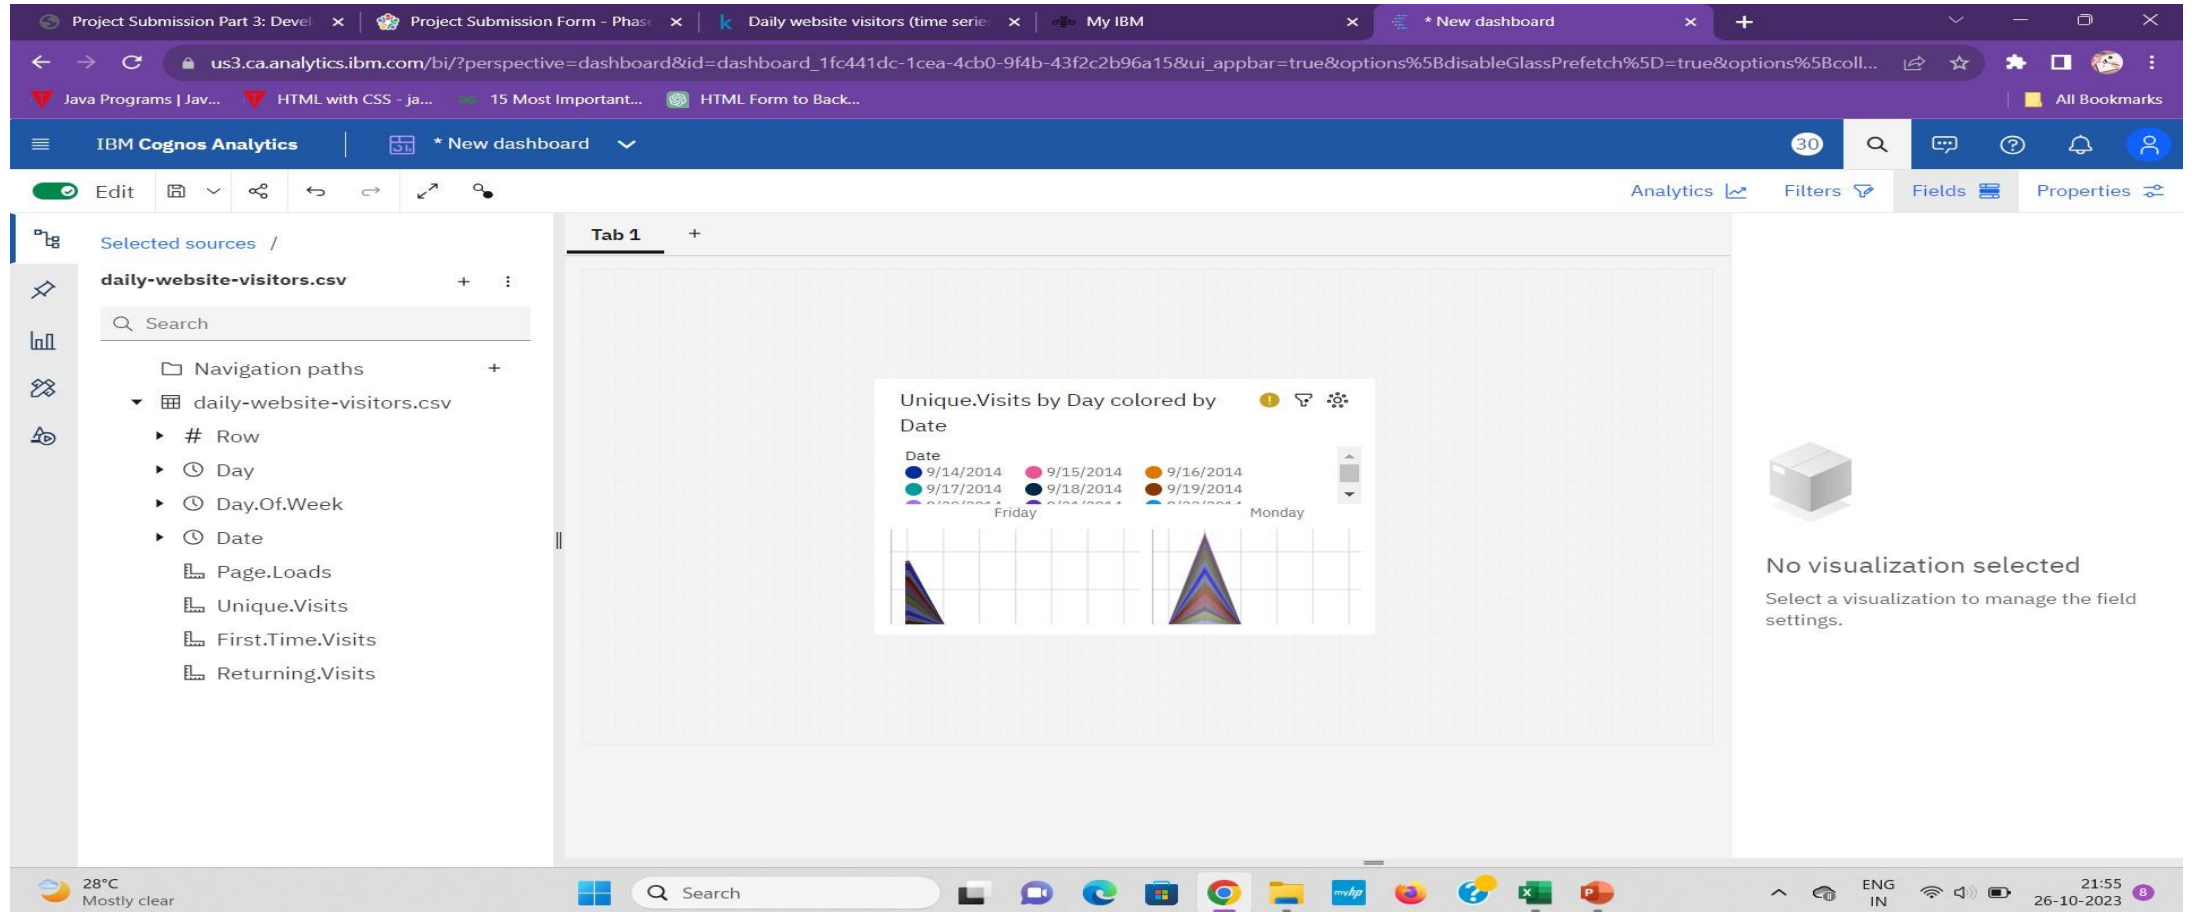 Project Submission Part 3: Devel
Project Submission Form - Phas
Daily website visitors (time serie
My IBM
* New dashboard
us3.ca.analytics.ibm.com/bi/?perspective=dashboard&id=dashboard_1fc441dc-1cea-4cb0-9f4b-43f2c2b96a15&ui_appbar=true&options%5BdisableGlassPrefetch%5D=true&options%5Bcoll...
Java Programs | Jav...
HTML with CSS - ja...
15 Most Important...
HTML Form to Back...
All Bookmarks
IBM Cognos Analytics
* New dashboard
30
Edit
Analytics
Filters
Fields
Properties
Selected sources /
daily-website-visitors.csv
Search
Navigation paths
daily-website-visitors.csv
# Row
Day
Day.Of.Week
Date
Page.Loads
Unique.Visits
First.Time.Visits
Returning.Visits
Tab 1
Unique.Visits by Day colored by
Date
Date
9/14/2014 9/15/2014 9/16/2014
9/17/2014 9/18/2014 9/19/2014
Friday Monday
No visualization selected
Select a visualization to manage the field
settings.
28°C
Mostly clear
Search
myhp
ENG
IN
21:55
26-10-2023
8